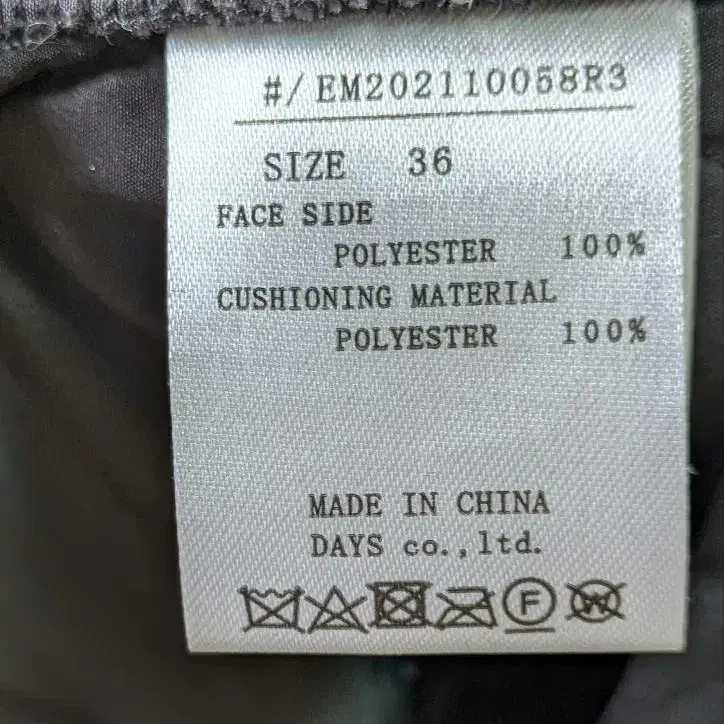 #/ EM202110058R3
SIZE 36
FACE SIDE
POLYESTER 100%
CUSHIONING MATERIAL
POLYESTER 100%
MADE IN CHINA
DAYS co.,ltd.
F W